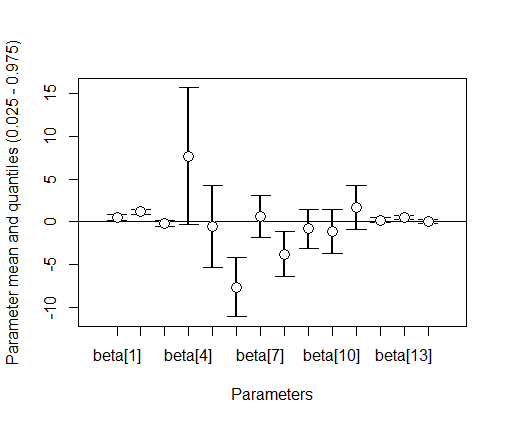 Parameter mean and quantiles (0.025 - 0.975)
15
10
5
0
-5
-10
beta[1] beta[4] beta[7] beta[10] beta[13]
Parameters